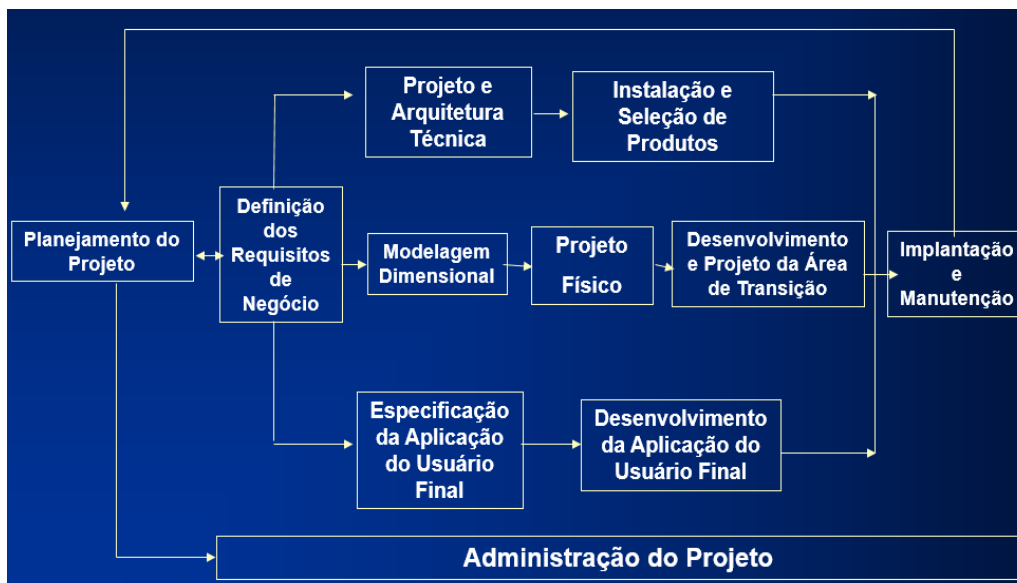 Projeto e
Arquitetura
Técnica
Instalação e
Seleção de
Produtos
Planejamento do
Projeto
Definição
dos
Requisitos
de
Negócio
Modelagem
Dimensional
Projeto
Físico
Desenvolvimento
e Projeto da Área
de Transição
Implantação
e
Manutenção
Especificação
da Aplicação
do Usuário
Final
Desenvolvimento
da Aplicação do
Usuário Final
Administração do Projeto